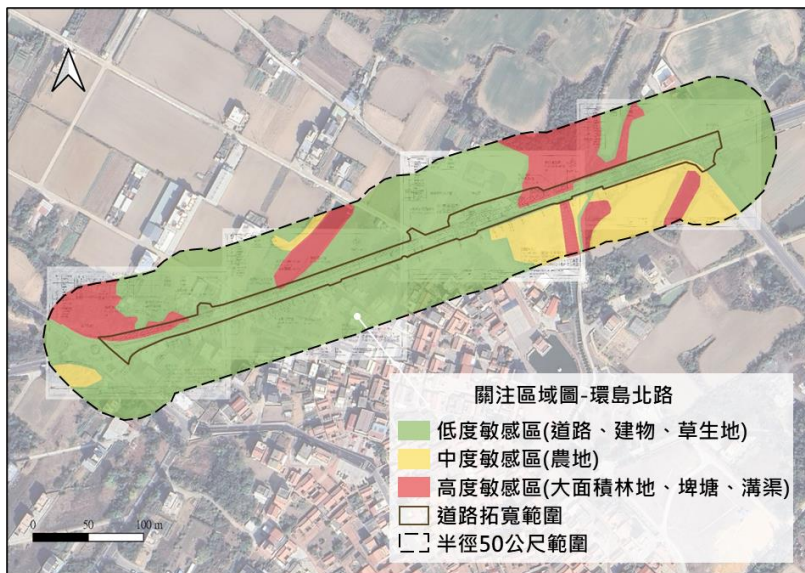 關注區域圖-環島北路
低度敏感區(道路、建物、草生地)
中度敏感區(農地)
高度敏感區(大面積林地、埤塘、溝渠)
道路拓寬範圍
半徑50公尺範圍
0 50 100 m